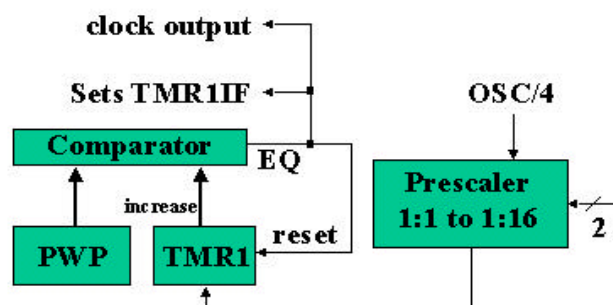 clock output
Sets TMR1IF
OSC/4
Comparator
EQ
Prescaler
1:1 to 1:16
increase
2
reset
PWP
TMR1